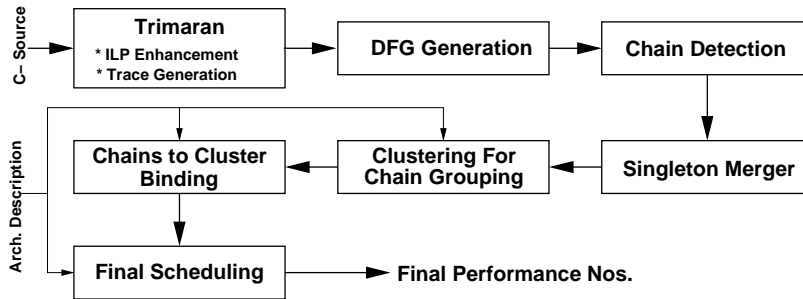 C– Source
Trimaran
* ILP Enhancement
* Trace Generation
DFG Generation
Chain Detection
Arch. Description
Chains to Cluster
Binding
Clustering For
Chain Grouping
Singleton Merger
Final Scheduling
Final Performance Nos.